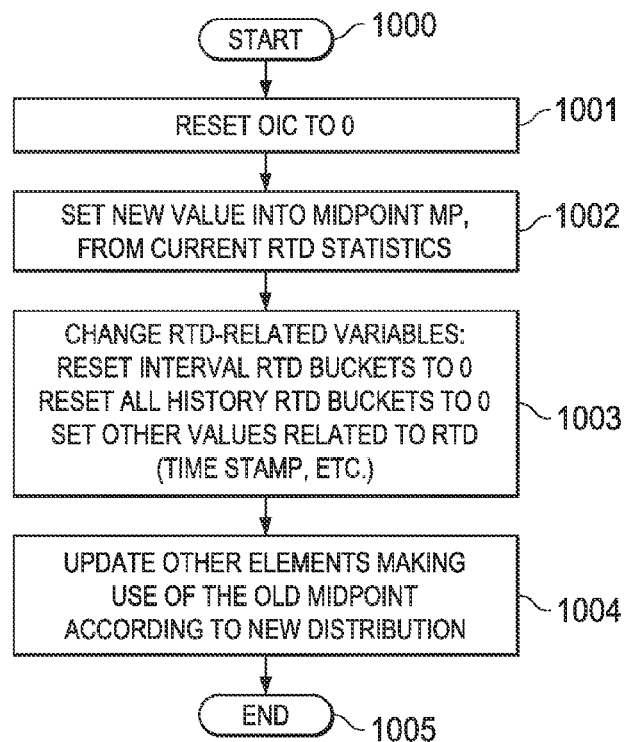 START
1000
RESET OIC TO 0
1001
SET NEW VALUE INTO MIDPOINT MP,
FROM CURRENT RTD STATISTICS
1002
CHANGE RTD-RELATED VARIABLES:
RESET INTERVAL RTD BUCKETS TO 0
RESET ALL HISTORY RTD BUCKETS TO 0
SET OTHER VALUES RELATED TO RTD
(TIME STAMP, ETC.)
1003
UPDATE OTHER ELEMENTS MAKING
USE OF THE OLD MIDPOINT
ACCORDING TO NEW DISTRIBUTION
1004
END
1005